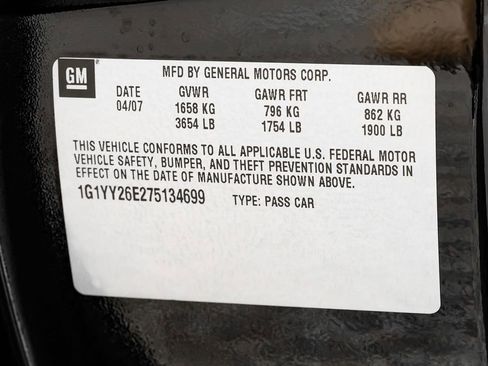 GM
MFD BY GENERAL MOTORS CORP.
DATE GVWR GAWR FRT GAWR RR
04/07 1658 KG 796 KG 862 KG
3654 LB 1754 LB 1900 LB
THIS VEHICLE CONFORMS TO ALL APPLICABLE U.S. FEDERAL MOTOR
VEHICLE SAFETY, BUMPER, AND THEFT PREVENTION STANDARDS IN
EFFECT ON THE DATE OF MANUFACTURE SHOWN ABOVE.
1G1YY26E275134699 TYPE: PASS CAR